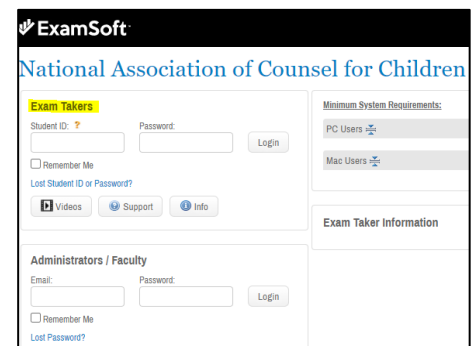 ExamSoft
National Association of Counsel for Children
Exam Takers
Student ID: ? Password:
Login
Remember Me
Lost Student ID or Password?
Videos Support Info
Administrators / Faculty
Email: Password:
Login
Remember Me
Lost Password?
Minimum System Requirements:
PC Users
Mac Users
Exam Taker Information